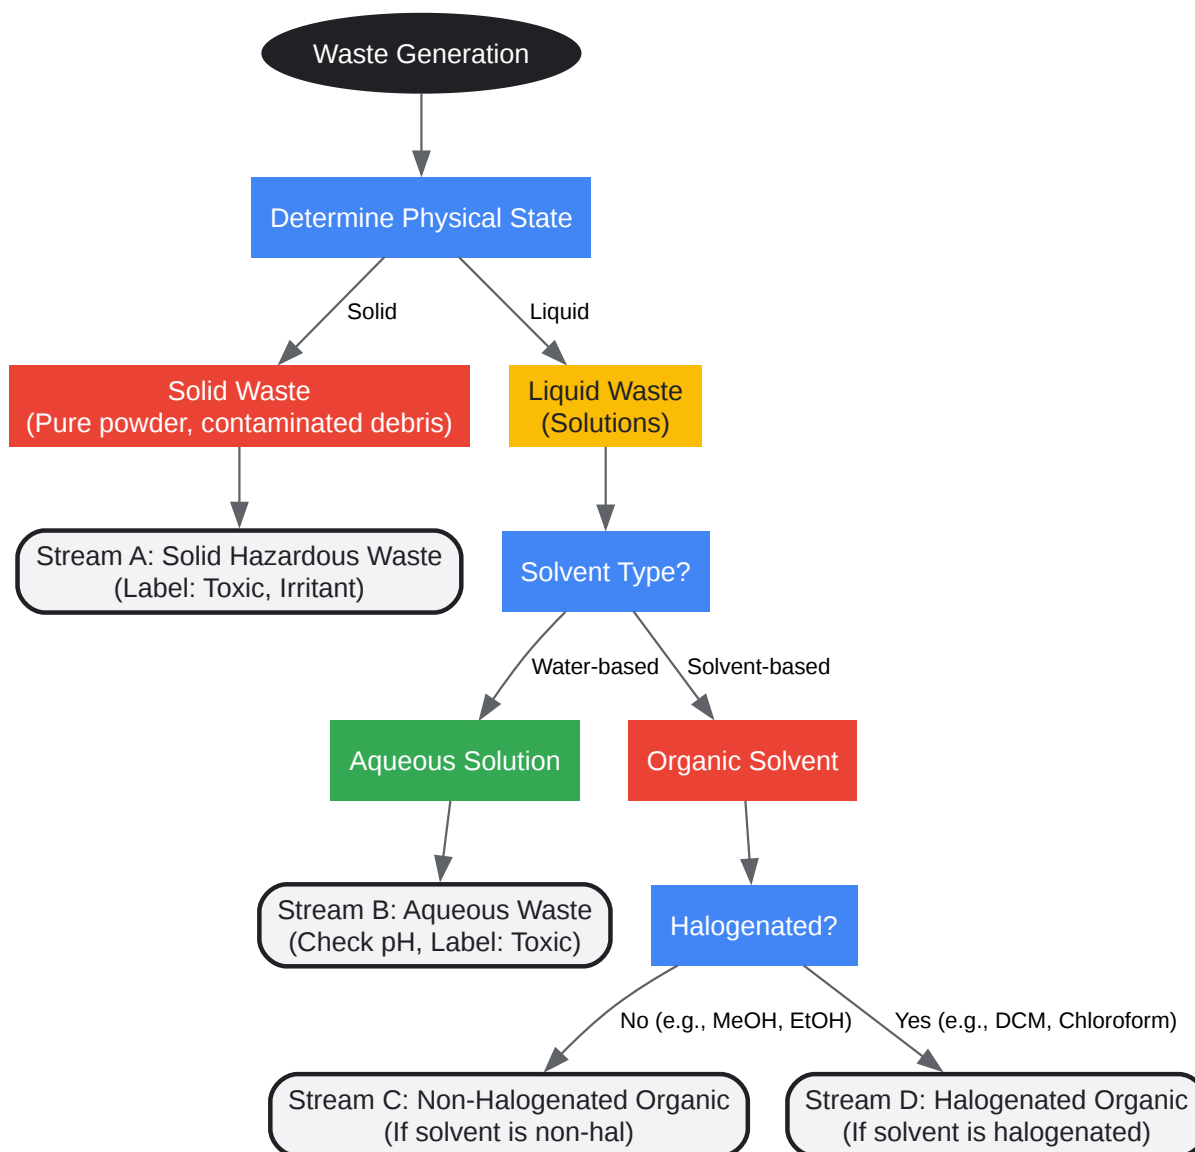 Waste Generation
Determine Physical State
Solid
Liquid
Solid Waste
(Pure powder, contaminated debris)
Liquid Waste
(Solutions)
Stream A: Solid Hazardous Waste
(Label: Toxic, Irritant)
Solvent Type?
Water-based
Solvent-based
Aqueous Solution
Organic Solvent
Stream B: Aqueous Waste
(Check pH, Label: Toxic)
Halogenated?
No (e.g., MeOH, EtOH)
Yes (e.g., DCM, Chloroform)
Stream C: Non-Halogenated Organic
(If solvent is non-hal)
Stream D: Halogenated Organic
(If solvent is halogenated)